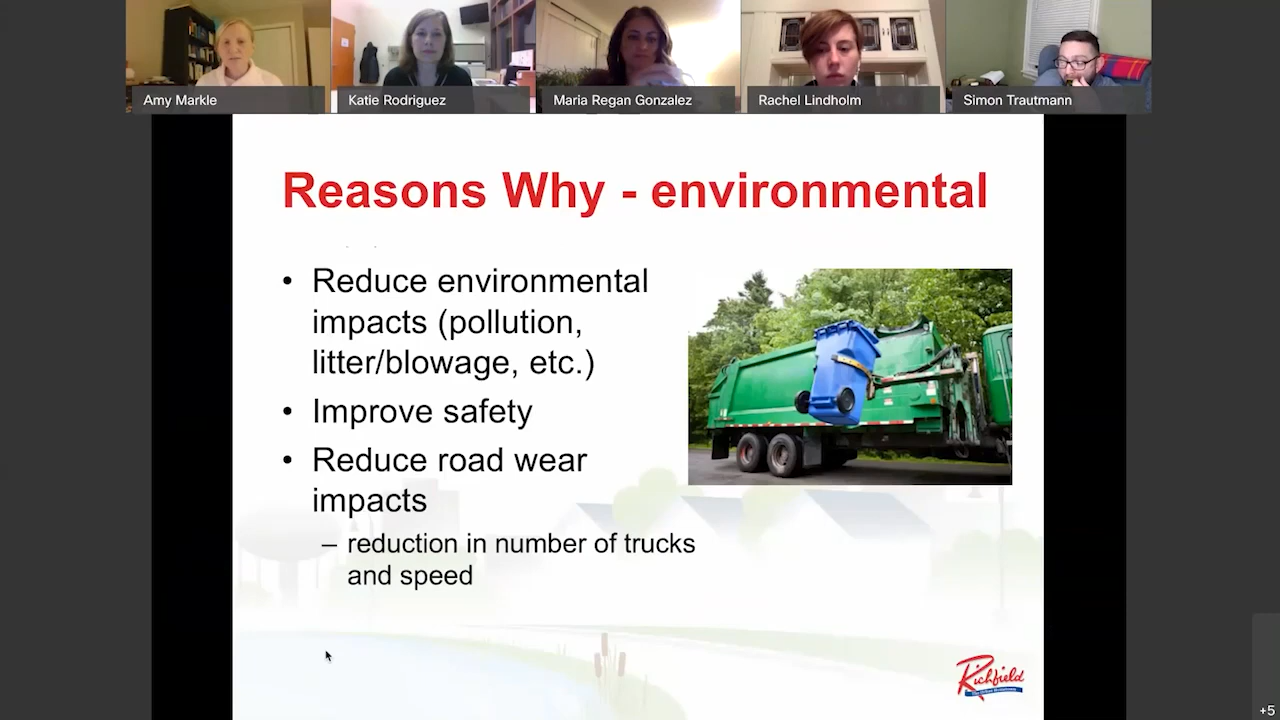 Amy Markle
Katie Rodriguez
Maria Regan Gonzalez
Rachel Lindholm
Simon Trautmann
Reasons Why - environmental
• Reduce environmental
impacts (pollution,
litter/blowage, etc.)
• Improve safety
• Reduce road wear
impacts
– reduction in number of trucks
and speed
Richfield
+5